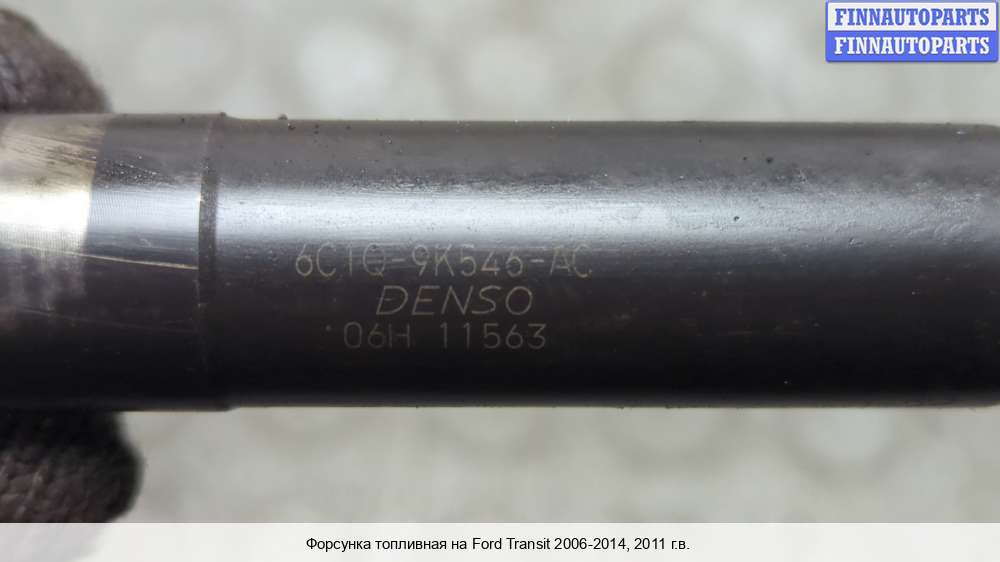 FINNAUTOPARTS
FINNAUTOPARTS
6C1Q-9K546-AC
DENSO
06H 11563
Форсунка топливная на Ford Transit 2006-2014, 2011 г.в.